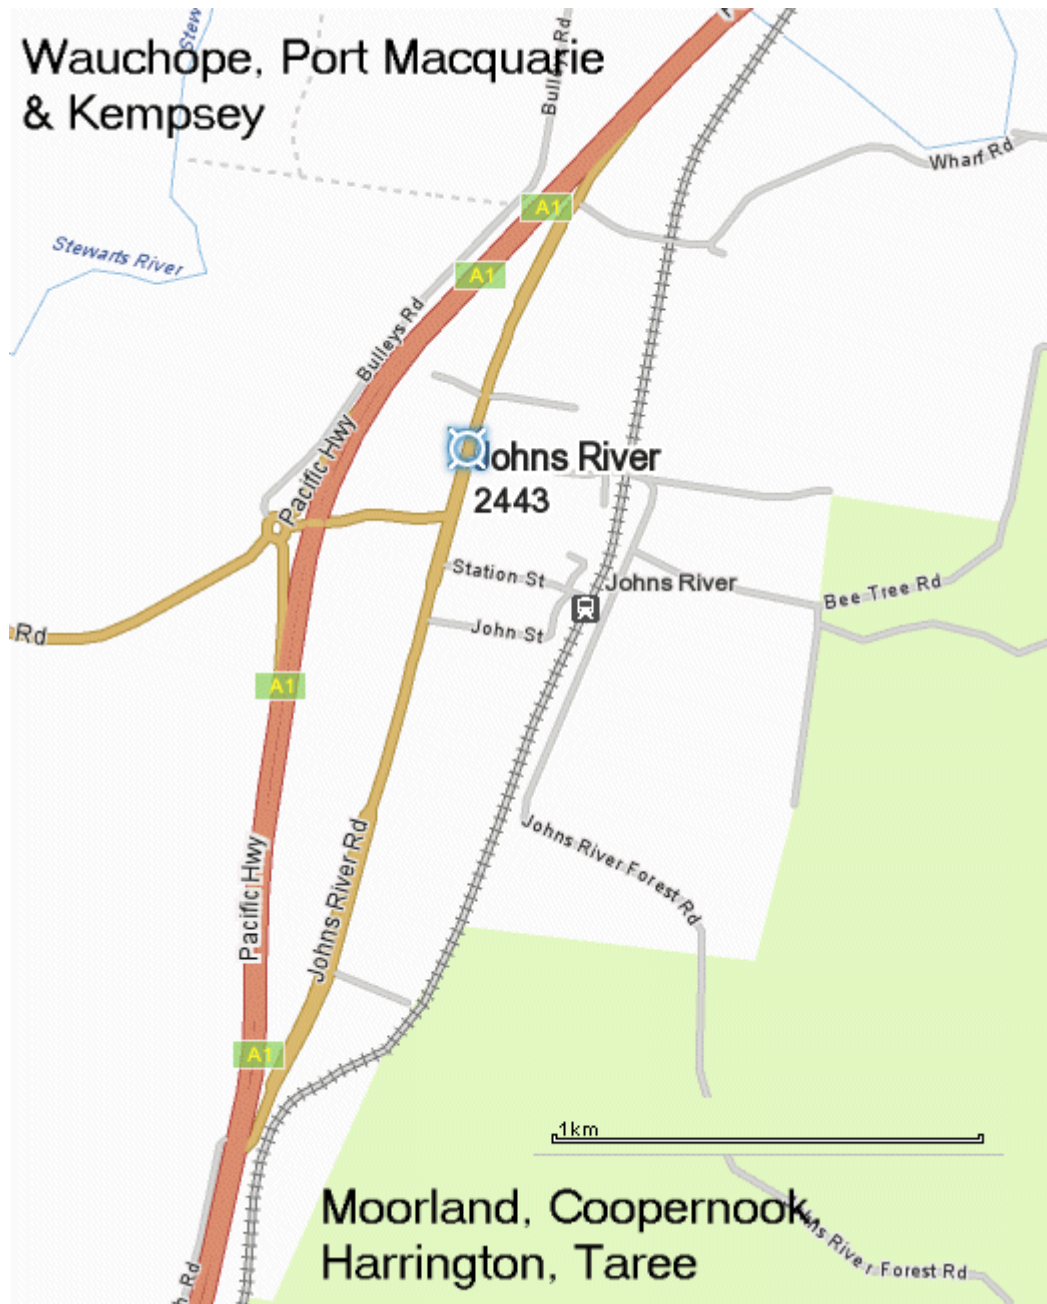 Wauchope, Port Macquarie
& Kempsey
Stew
Bulleys Rd
Wharf Rd
A1
Stewarts River
A1
Bulleys Rd
Pacific Hwy
Johns River
2443
Station St
Johns River
Bee Tree Rd
Rd
John St
A1
Johns River Forest Rd
Pacific Hwy
Johns River Rd
A1
1km
Moorland, Coopernook,
Harrington, Taree
Johns River Forest Rd
h Rd